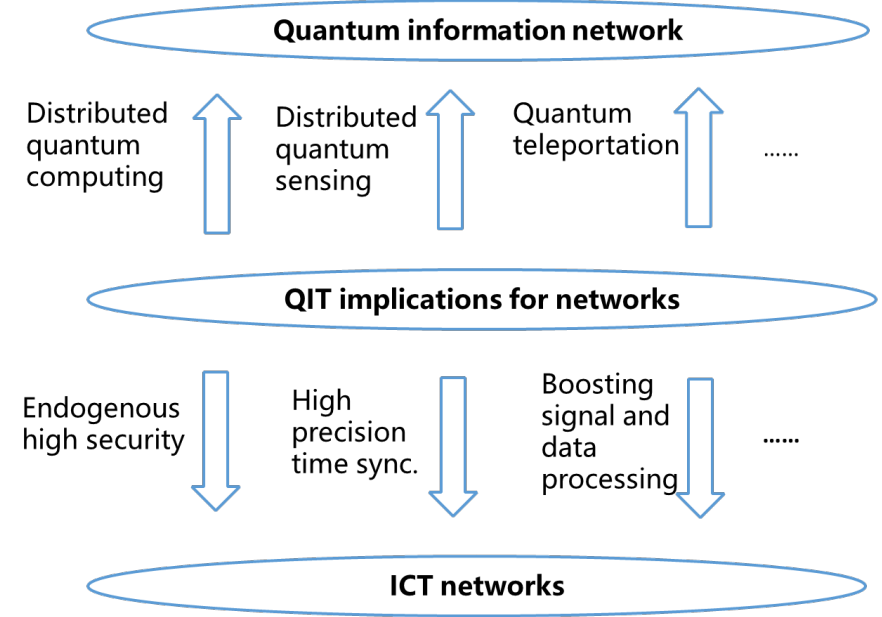 Quantum information network
Distributed
quantum
computing
Distributed
quantum
sensing
Quantum
teleportation
......
QIT implications for networks
Endogenous
high security
High
precision
time sync.
Boosting
signal and
data
processing
......
ICT networks